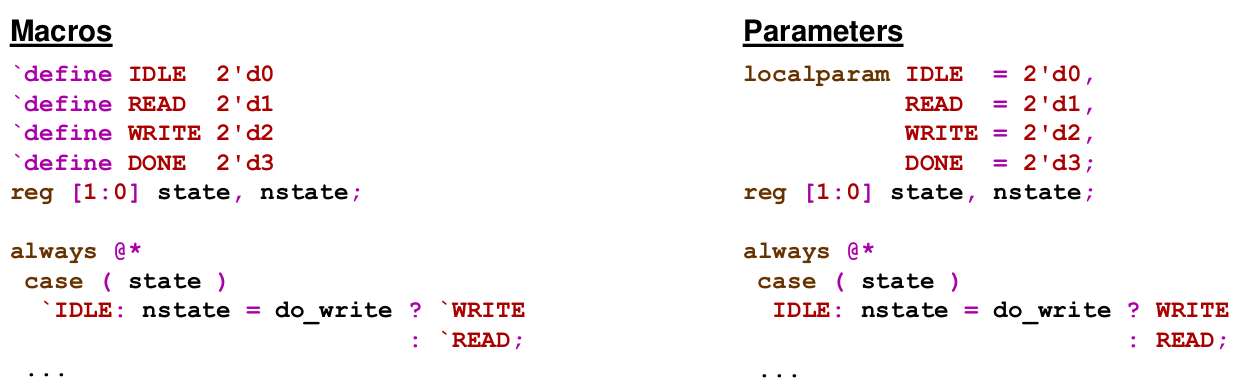 Macros
`define IDLE  2'd0
`define READ  2'd1
`define WRITE 2'd2
`define DONE  2'd3
reg [1:0] state, nstate;
always @*
 case ( state )
  `IDLE: nstate = do_write ? `WRITE
                           : `READ;
 ...
Parameters
localparam IDLE  = 2'd0,
           READ  = 2'd1,
           WRITE = 2'd2,
           DONE  = 2'd3;
reg [1:0] state, nstate;
always @*
 case ( state )
  IDLE: nstate = do_write ? WRITE
                          : READ;
 ...